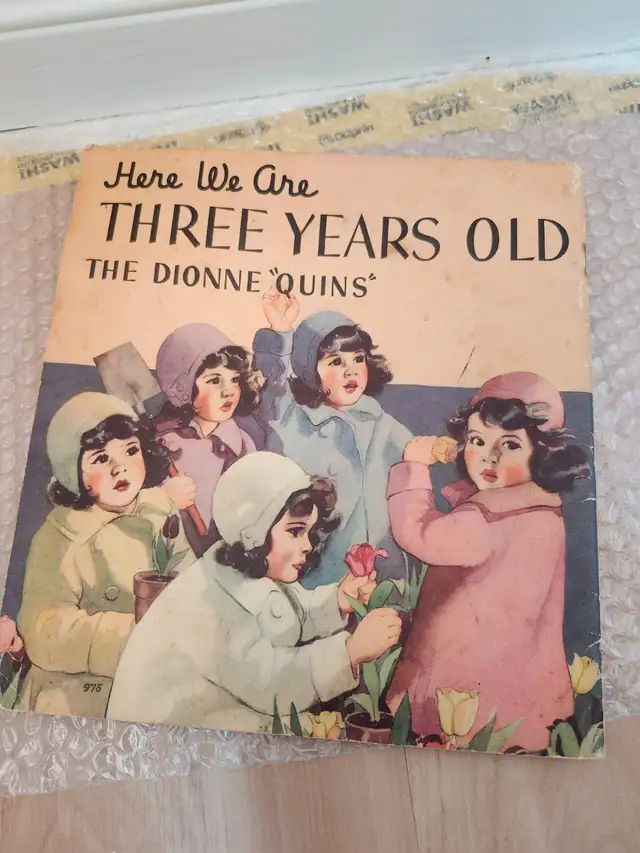 Here We Are
THREE YEARS OLD
THE DIONNE "QUINS"
975